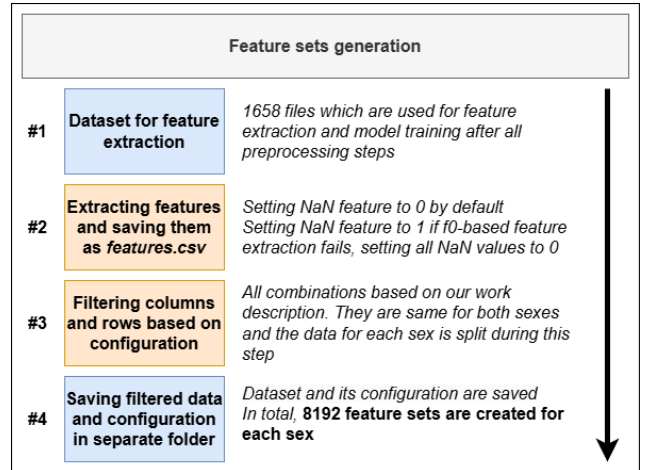 Feature sets generation
#1
Dataset for feature
extraction
1658 files which are used for feature
extraction and model training after all
preprocessing steps
#2
Extracting features
and saving them
as features.csv
Setting NaN feature to 0 by default
Setting NaN feature to 1 if f0-based feature
extraction fails, setting all NaN values to 0
#3
Filtering columns
and rows based on
configuration
All combinations based on our work
description. They are same for both sexes
and the data for each sex is split during this
step
#4
Saving filtered data
and configuration
in separate folder
Dataset and its configuration are saved
In total, 8192 feature sets are created for
each sex